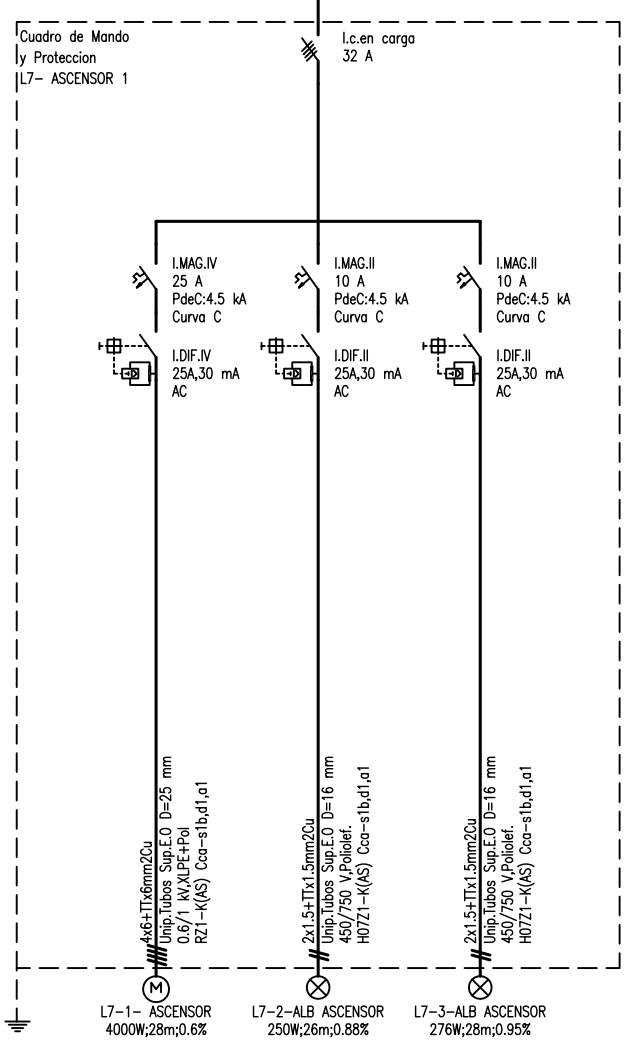 Cuadro de Mando
y Proteccion
L7- ASCENSOR 1
I.c.en carga
32 A
I.MAG.IV
25 A
PdeC:4.5 kA
Curva C
I.DIF.IV
25A,30 mA
AC
I.MAG.II
10 A
PdeC:4.5 kA
Curva C
I.DIF.II
25A,30 mA
AC
I.MAG.II
10 A
PdeC:4.5 kA
Curva C
I.DIF.II
25A,30 mA
AC
4x6+TTx6mm2Cu
Unip.Tubos Sup.E.O D=25 mm
0.6/1 kV,XLPE+Pol
RZ1-K(AS) Cca-s1b,d1,a1
2x1.5+TTx1.5mm2Cu
Unip.Tubos Sup.E.O D=16 mm
450/750 V,Poliolef.
H07Z1-K(AS) Cca-s1b,d1,a1
2x1.5+TTx1.5mm2Cu
Unip.Tubos Sup.E.O D=16 mm
450/750 V,Poliolef.
H07Z1-K(AS) Cca-s1b,d1,a1
M
L7-1- ASCENSOR
4000W;28m;0.6%
L7-2-ALB ASCENSOR
250W;26m;0.88%
L7-3-ALB ASCENSOR
276W;28m;0.95%